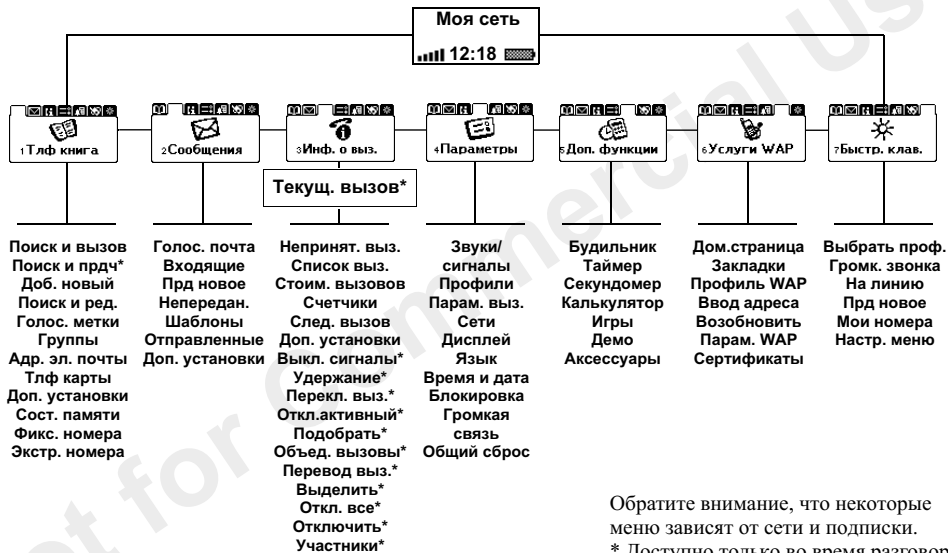 Моя сеть
12:18
1 Тлф книга
2 Сообщения
3 Инф. о выз.
4 Параметры
5 Доп. функции
6 Услуги WAP
7 Быстр. клав.
Текущ. вызов*
Поиск и вызов
Поиск и прдч*
Доб. новый
Поиск и ред.
Голос. метки
Группы
Адр. эл. почты
Тлф карты
Доп. установки
Сост. памяти
Фикс. номера
Экстр. номера
Голос. почта
Входящие
Прд новое
Непередан.
Шаблоны
Отправленные
Доп. установки
Непринят. выз.
Список выз.
Стоим. вызовов
Счетчики
След. вызов
Доп. установки
Выкл. сигналы*
Удержание*
Перекл. выз.*
Откл.активный*
Подобрать*
Объед. вызовы*
Перевод выз.*
Выделить*
Откл. все*
Отключить*
Участники*
Звуки/
сигналы
Профили
Парам. выз.
Сети
Дисплей
Язык
Время и дата
Блокировка
Громкая
связь
Общий сброс
Будильник
Таймер
Секундомер
Калькулятор
Игры
Демо
Аксессуары
Дом.страница
Закладки
Профиль WAP
Ввод адреса
Возобновить
Парам. WAP
Сертификаты
Выбрать проф.
Громк. звонка
На линию
Прд новое
Мои номера
Настр. меню
Обратите внимание, что некоторые
меню зависят от сети и подписки.
* Доступно только во время разговор
ot for Commercial Us